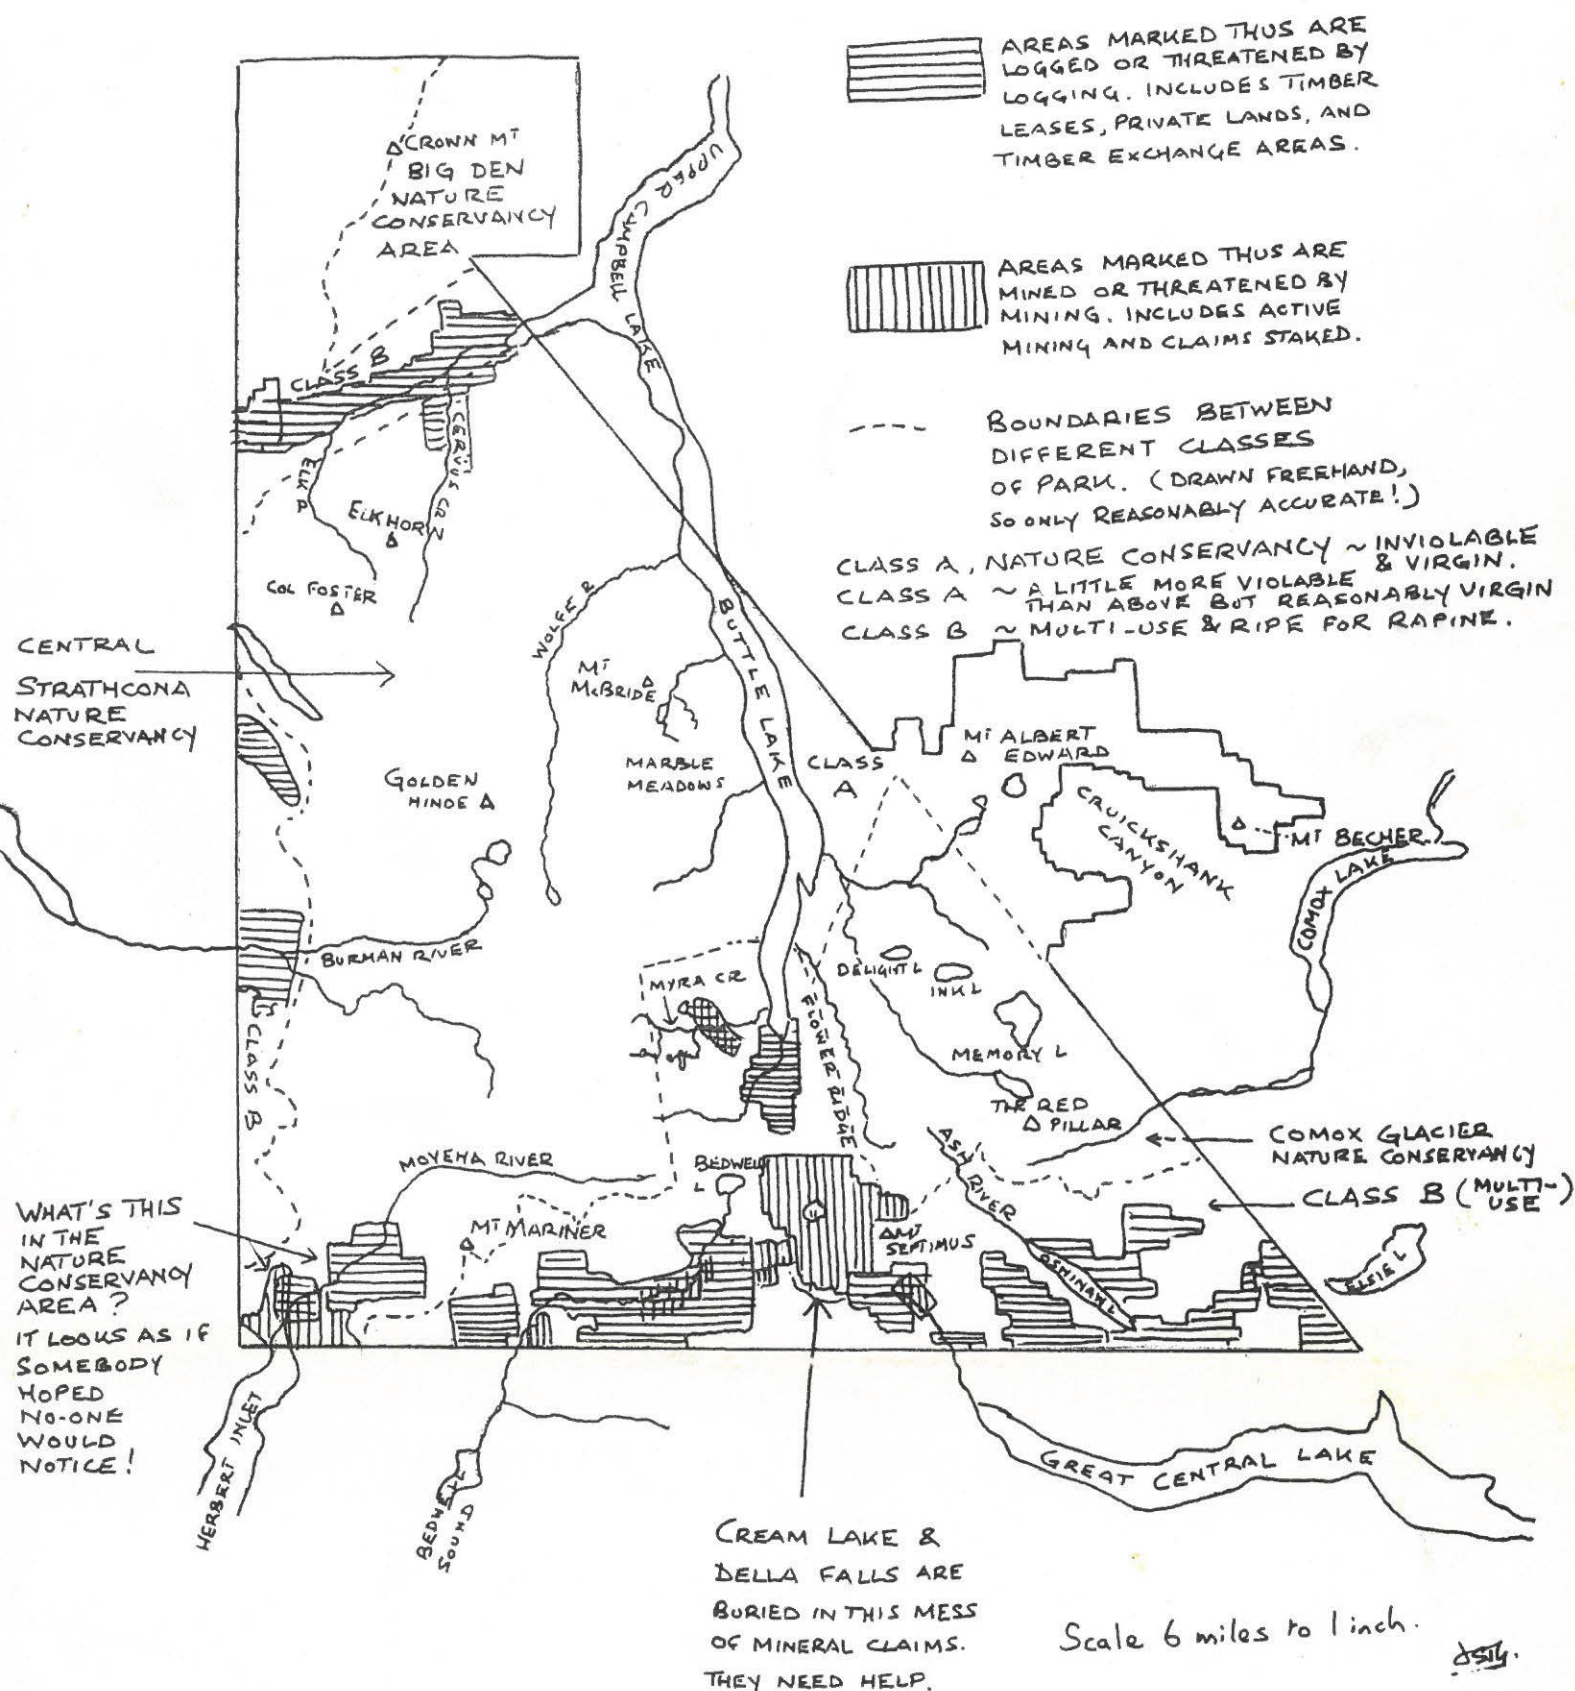 AREAS MARKED THUS ARE
LOGGED OR THREATENED BY
LOGGING. INCLUDES TIMBER
LEASES, PRIVATE LANDS, AND
TIMBER EXCHANGE AREAS.
AREAS MARKED THUS ARE
MINED OR THREATENED BY
MINING. INCLUDES ACTIVE
MINING AND CLAIMS STAKED.
BOUNDARIES BETWEEN
DIFFERENT CLASSES
OF PARK. (DRAWN FREEHAND,
SO ONLY REASONABLY ACCURATE!)
CLASS A, NATURE CONSERVANCY ~ INVIOLABLE
& VIRGIN.
CLASS A ~ A LITTLE MORE VIOLABLE
THAN ABOVE BUT REASONABLY VIRGIN
CLASS B ~ MULTI-USE & RIPE FOR RAPINE.
CROWN MT
BIG DEN
NATURE
CONSERVANCY
AREA
UPPER CAMPBELL LAKE
CLASS B
CERVUS CR
ELK R
ELKHORN
COL FOSTER
CENTRAL
STRATHCONA
NATURE
CONSERVANCY
WOLFE R
MT
McBRIDE
BUTTLE LAKE
MARBLE
MEADOWS
GOLDEN
HINDE
CLASS
A
MT ALBERT
EDWARD
CRUICKSHANK
CANYON
MT BECHER
COMOX LAKE
BURMAN RIVER
MYRA CR
DELIGHT L
INK L
FLOWER RIDGE
MEMORY L
THE RED
PILLAR
CLASS B
ASH RIVER
COMOX GLACIER
NATURE CONSERVANCY
CLASS B (MULTI-
USE)
MOYEHA RIVER
BEDWELL
L
MT MARINER
MT
SEPTIMUS
OSHINAW L
ELSIE L
WHAT'S THIS
IN THE
NATURE
CONSERVANCY
AREA?
IT LOOKS AS IF
SOMEBODY
HOPED
NO-ONE
WOULD
NOTICE!
HERBERT INLET
BEDWELL
SOUND
GREAT CENTRAL LAKE
CREAM LAKE &
DELLA FALLS ARE
BURIED IN THIS MESS
OF MINERAL CLAIMS.
THEY NEED HELP.
Scale 6 miles to 1 inch.